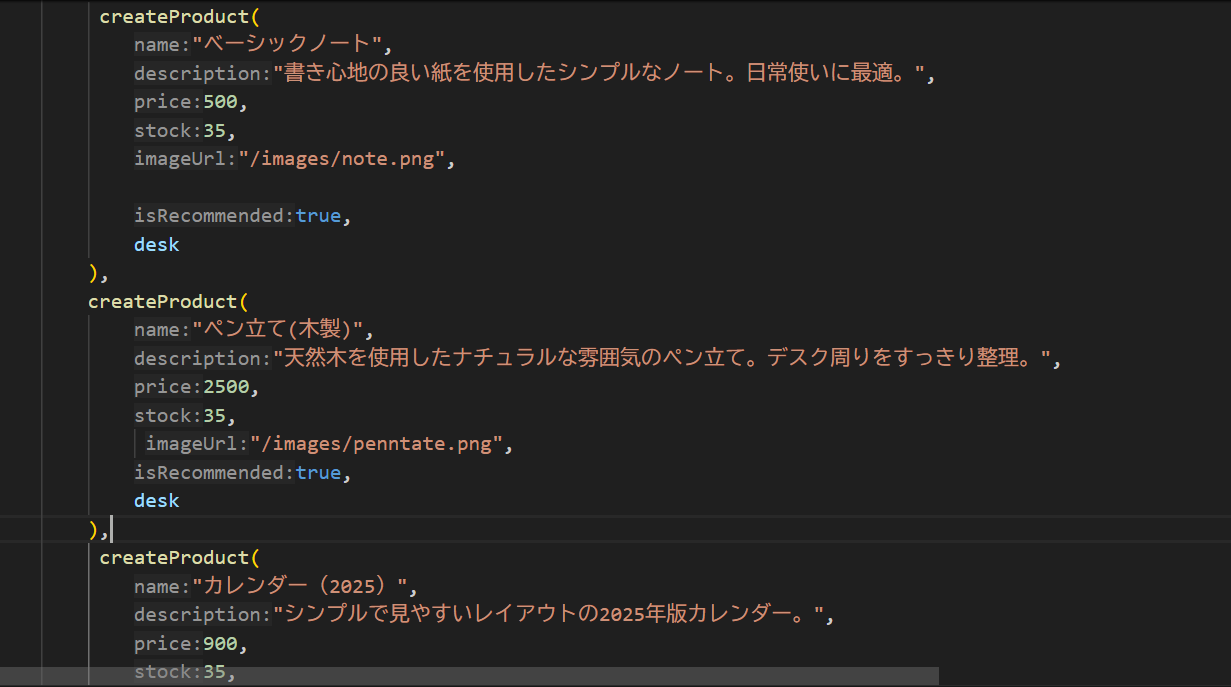 createProduct(
name:"ベーシックノート",
description:"書き心地の良い紙を使用したシンプルなノート。日常使いに最適。",
price:500,
stock:35,
imageUrl:"/images/note.png",
isRecommended:true,
desk
),
createProduct(
name:"ペン立て(木製)",
description:"天然木を使用したナチュラルな雰囲気のペン立て。デスク周りをすっきり整理。",
price:2500,
stock:35,
imageUrl:"/images/penntate.png",
isRecommended:true,
desk
),
createProduct(
name:"カレンダー（2025）",
description:"シンプルで見やすいレイアウトの2025年版カレンダー。",
price:900,
stock:35,